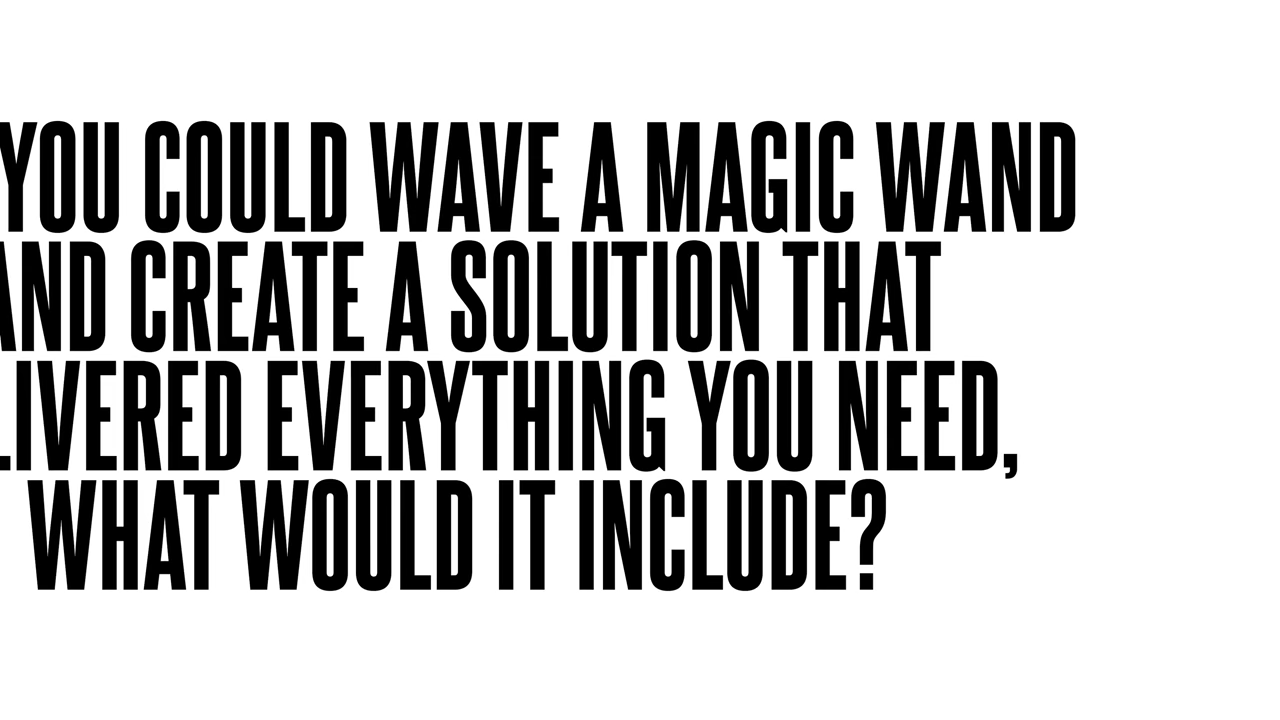 YOU COULD WAVE A MAGIC WAND
AND CREATE A SOLUTION THAT
LIVERED EVERYTHING YOU NEED,
WHAT WOULD IT INCLUDE?